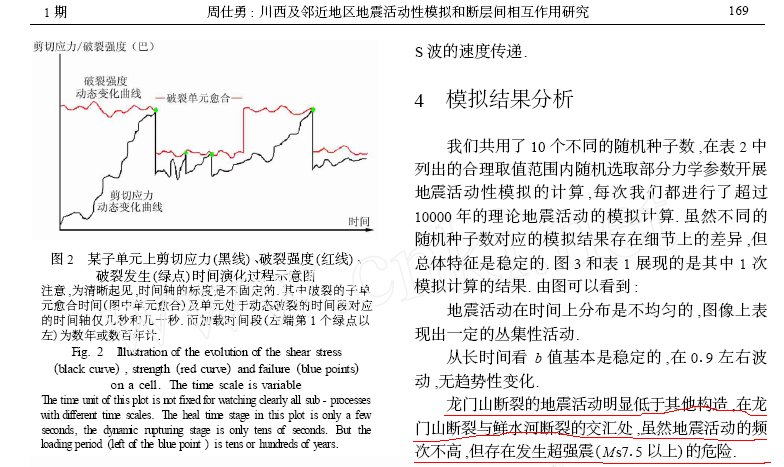 1 期
周仕勇：川西及邻近地区地震活动性模拟和断层间相互作用研究
169
剪切应力/破裂强度（巴）
破裂强度
动态变化曲线
破裂单元愈合
剪切应力
动态变化曲线
时间
图 2 某子单元上剪切应力(黑线)、破裂强度(红线)、
破裂发生(绿点)时间演化过程示意图
注意,为清晰起见,时间轴的标度是不固定的. 其中破裂的子单
元愈合时间(图中单元愈合)及单元处于动态破裂的时间段对应
的时间轴仅几秒和几十秒. 而加载时间段(左端第 1 个绿点以
左)为数年或数百年计.
Fig. 2 Illustration of the evolution of the shear stress
(black curve) , strength (red curve) and failure (blue points)
on a cell. The time scale is variable
The time unit of this plot is not fixed for watching clearly all sub - processes
with different time scales. The heal time stage in this plot is only a few
seconds, the dynamic rupturing stage is only tens of seconds. But the
loading period (left of the blue point ) is tens or hundreds of years.
S 波的速度传递.
4 模拟结果分析
我们共用了 10 个不同的随机种子数,在表 2 中
列出的合理取值范围内随机选取部分力学参数开展
地震活动性模拟的计算,每次我们都进行了超过
10000 年的理论地震活动的模拟计算. 虽然不同的
随机种子数对应的模拟结果存在细节上的差异,但
总体特征是稳定的. 图 3 和表 1 展现的是其中 1 次
模拟计算的结果. 由图可以看到：
地震活动在时间上分布是不均匀的,图像上表
现出一定的丛集性活动.
从长时间看 b 值基本是稳定的,在 0.9 左右波
动,无趋势性变化.
龙门山断裂的地震活动明显低于其他构造,在龙
门山断裂与鲜水河断裂的交汇处,虽然地震活动的频
次不高,但存在发生超强震(Ms7.5 以上)的危险.